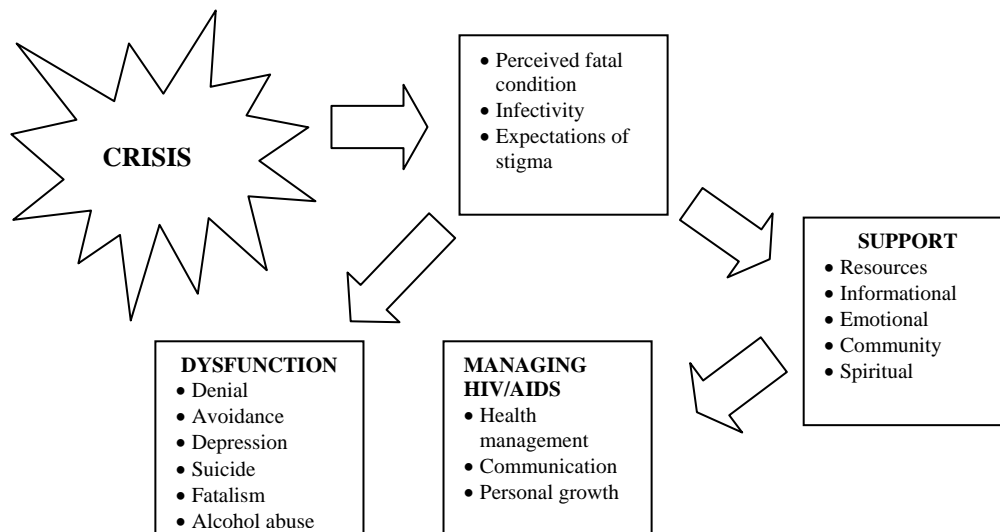 CRISIS
• Perceived fatal
condition
• Infectivity
• Expectations of
stigma
SUPPORT
• Resources
• Informational
• Emotional
• Community
• Spiritual
DYSFUNCTION
• Denial
• Avoidance
• Depression
• Suicide
• Fatalism
• Alcohol abuse
MANAGING
HIV/AIDS
• Health
management
• Communication
• Personal growth